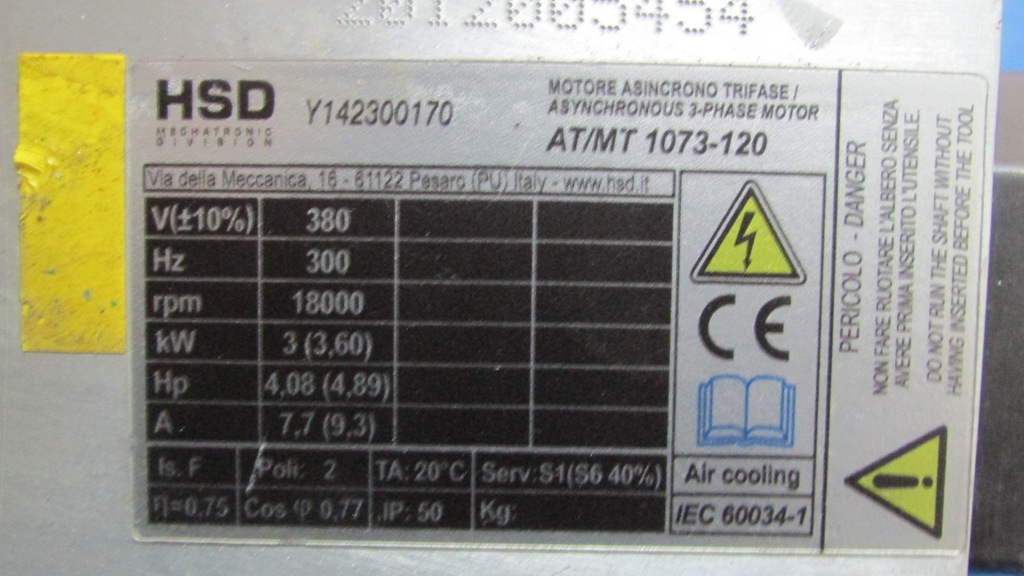 2012005454
HSD
MECHATRONIC
DIVISION
Y142300170
MOTORE ASINCRONO TRIFASE /
ASYNCHRONOUS 3-PHASE MOTOR
AT/MT 1073-120
Via della Meccanica, 16 - 61122 Pesaro (PU) Italy - www.hsd.it
V(±10%) 380
Hz 300
rpm 18000
kW 3 (3,60)
Hp 4,08 (4,89)
A 7,7 (9,3)
Is. F Poli: 2 TA: 20°C Serv:S1(S6 40%)
η=0,75 Cos φ 0,77 IP: 50 Kg:
CE
Air cooling
IEC 60034-1
PERICOLO - DANGER
NON FARE RUOTARE L'ALBERO SENZA
AVERE PRIMA INSERITO L'UTENSILE.
DO NOT RUN THE SHAFT WITHOUT
HAVING INSERTED BEFORE THE TOOL